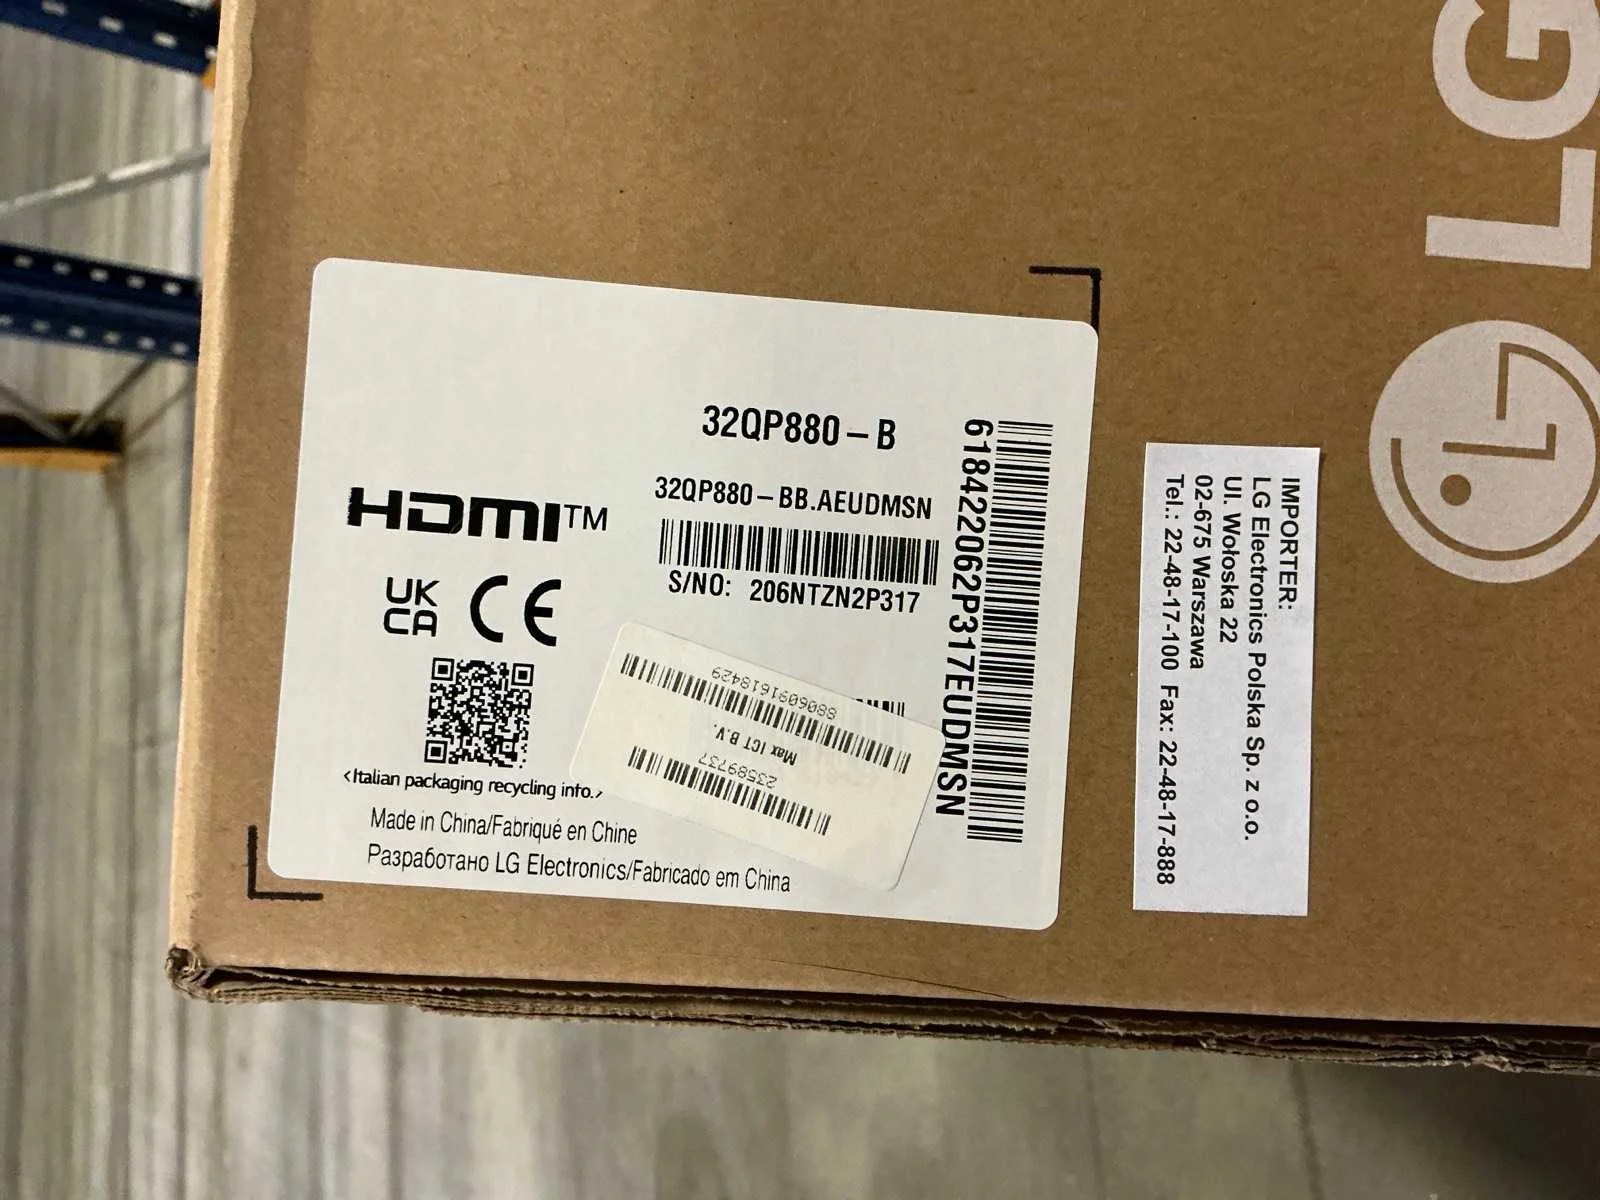 32QP880-B
HDMI™
32QP880-BB.AEUDMSN
S/NO: 206NTZN2P317
UK
CA
CE
<Italian packaging recycling info.>
Made in China/Fabriqué en Chine
Разработано LG Electronics/Fabricado em China
618422062P317EUDMSN
8806091618429
Max ICT B.V.
23589737
IMPORTER:
LG Electronics Polska Sp. z o.o.
Ul. Wołoska 22
02-675 Warszawa
Tel.: 22-48-17-100 Fax: 22-48-17-888
LG